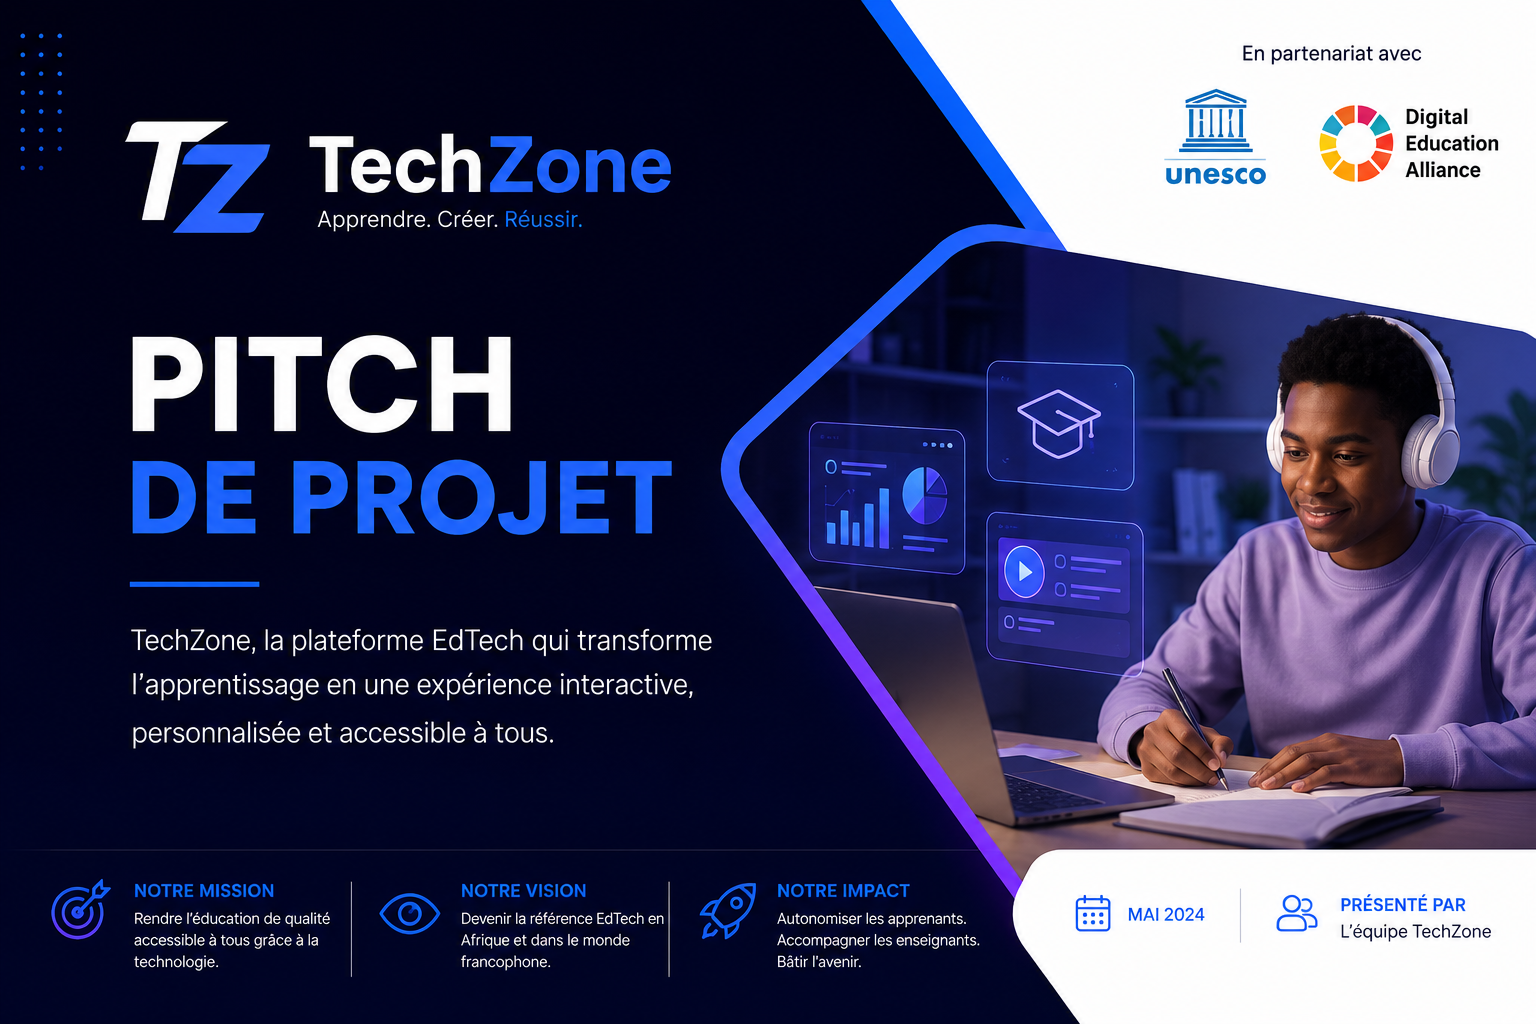 En partenariat avec
unesco
Digital
Education
Alliance
TZ
TechZone
Apprendre. Créer. Réussir.
PITCH
DE PROJET
TechZone, la plateforme EdTech qui transforme
l'apprentissage en une expérience interactive,
personnalisée et accessible à tous.
NOTRE MISSION
Rendre l'éducation de qualité
accessible à tous grâce à la
technologie.
NOTRE VISION
Devenir la référence EdTech en
Afrique et dans le monde
francophone.
NOTRE IMPACT
Autonomiser les apprenants.
Accompagner les enseignants.
Bâtir l'avenir.
MAI 2024
PRÉSENTÉ PAR
L'équipe TechZone